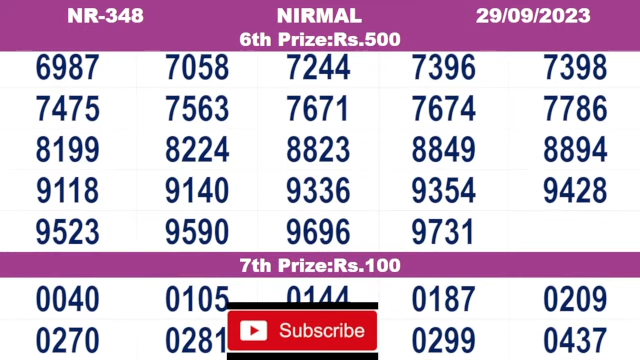 NR-348 NIRMAL 29/09/2023
6th Prize:Rs.500
6987 7058 7244 7396 7398
7475 7563 7671 7674 7786
8199 8224 8823 8849 8894
9118 9140 9336 9354 9428
9523 9590 9696 9731
7th Prize:Rs.100
0040 0105 0144 0187 0209
0270 0281 0299 0437
Subscribe